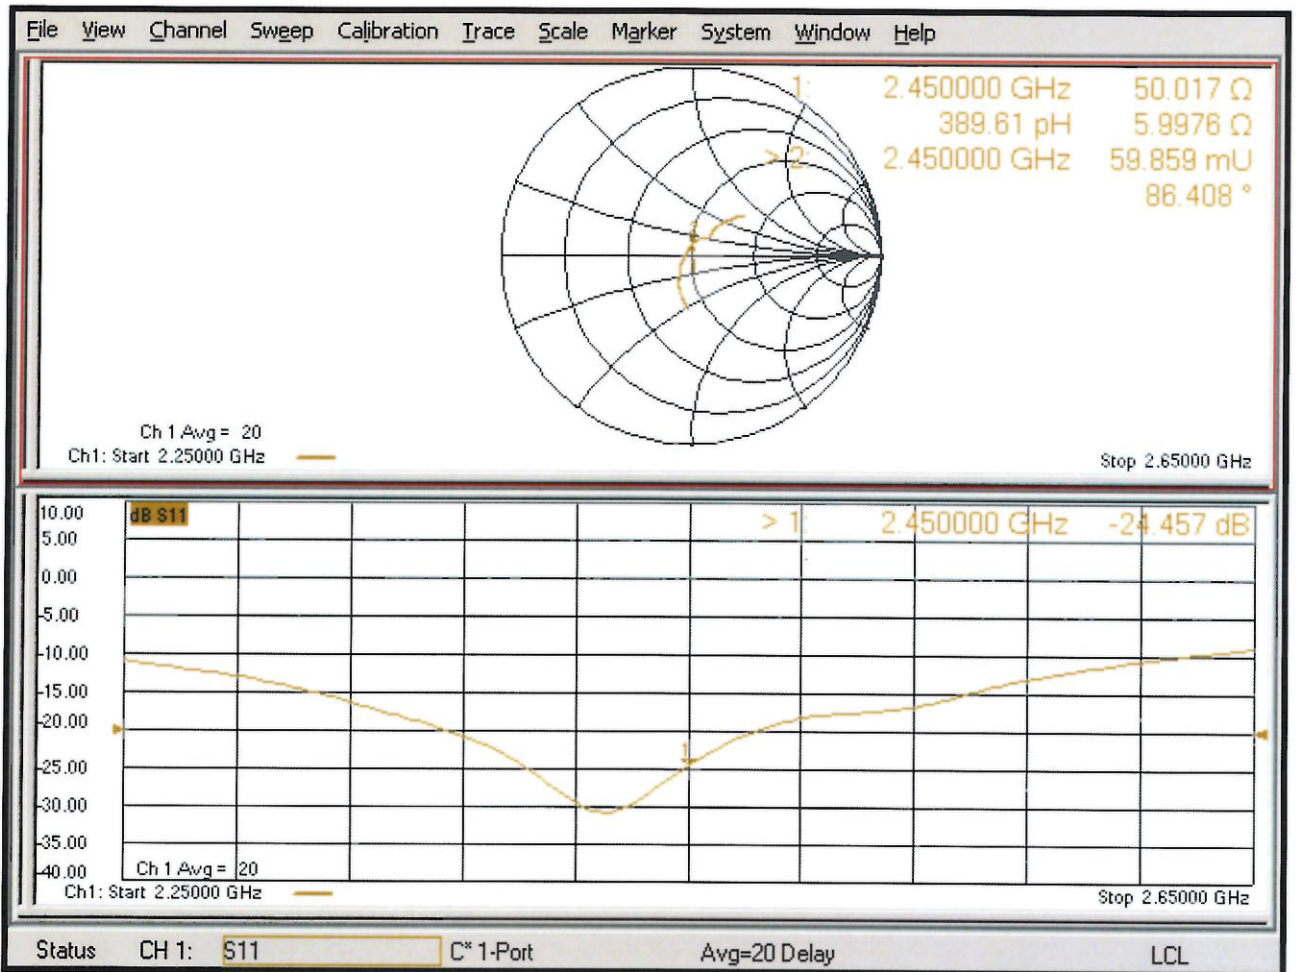 File View Channel Sweep Calibration Trace Scale Marker System Window Help
1: 2.450000 GHz 50.017 Ω
389.61 pH 5.9976 Ω
> 2: 2.450000 GHz 59.859 mU
86.408 °
2
Ch 1 Avg = 20
Ch1: Start 2.25000 GHz
Stop 2.65000 GHz
10.00
dB S11
> 1: 2.450000 GHz -24.457 dB
5.00
0.00
-5.00
-10.00
-15.00
-20.00
1
-25.00
-30.00
-35.00
-40.00
Ch 1 Avg = 20
Ch1: Start 2.25000 GHz
Stop 2.65000 GHz
Status CH 1: S11 C* 1-Port Avg=20 Delay LCL